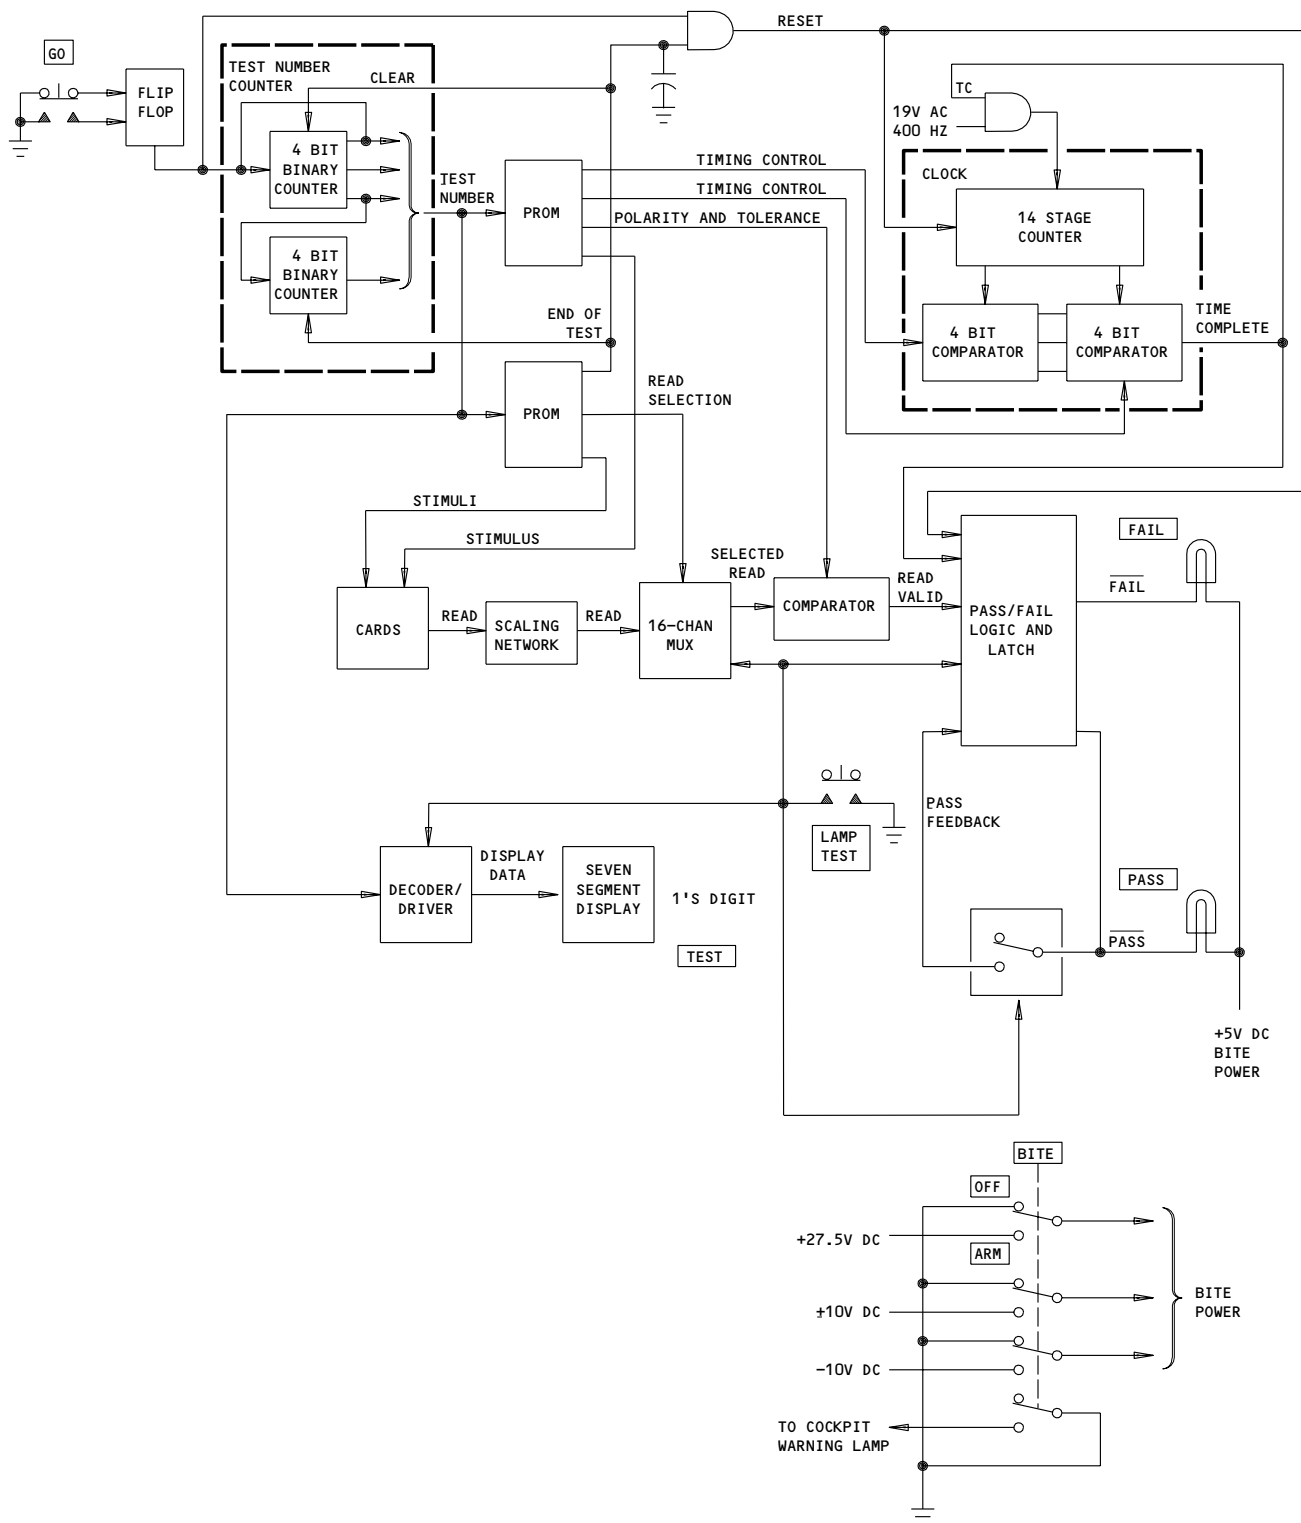 RESET
GO
TEST NUMBER
COUNTER
CLEAR
FLIP
FLOP
TC
19V AC
400 HZ
4 BIT
BINARY
COUNTER
TEST
NUMBER
PROM
TIMING CONTROL
TIMING CONTROL
POLARITY AND TOLERANCE
CLOCK
14 STAGE
COUNTER
4 BIT
BINARY
COUNTER
END OF
TEST
4 BIT
COMPARATOR
4 BIT
COMPARATOR
TIME
COMPLETE
PROM
READ
SELECTION
STIMULI
STIMULUS
SELECTED
READ
READ
VALID
FAIL
FAIL
CARDS
READ
SCALING
NETWORK
READ
16-CHAN
MUX
COMPARATOR
PASS/FAIL
LOGIC AND
LATCH
LAMP
TEST
PASS
FEEDBACK
DECODER/
DRIVER
DISPLAY
DATA
SEVEN
SEGMENT
DISPLAY
1'S DIGIT
TEST
PASS
PASS
+5V DC
BITE
POWER
BITE
OFF
+27.5V DC
ARM
±10V DC
-10V DC
BITE
POWER
TO COCKPIT
WARNING LAMP